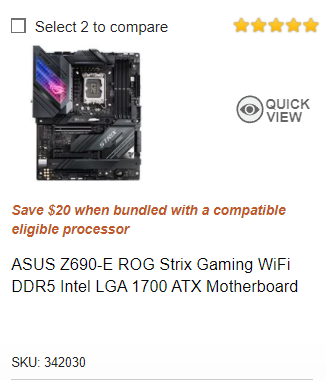 Select 2 to compare
QUICK
VIEW
STRIX
Save $20 when bundled with a compatible
eligible processor
ASUS Z690-E ROG Strix Gaming WiFi
DDR5 Intel LGA 1700 ATX Motherboard
SKU: 342030